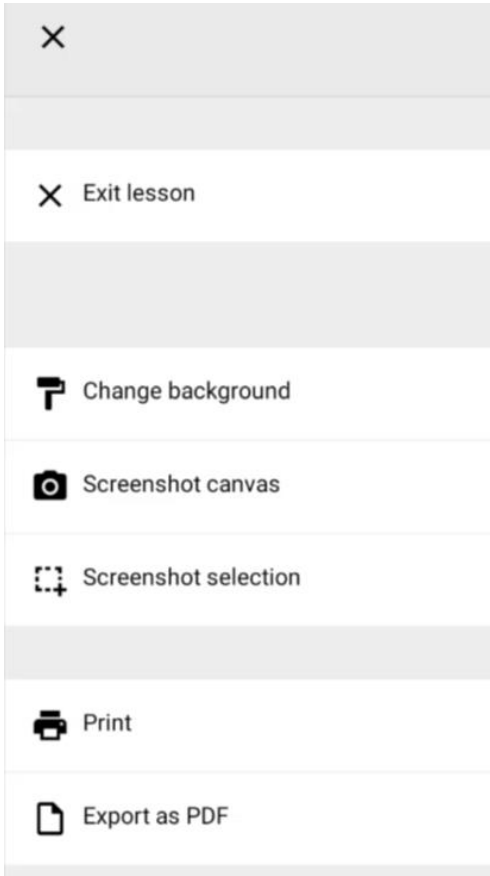 Exit lesson
Change background
Screenshot canvas
Screenshot selection
Print
Export as PDF